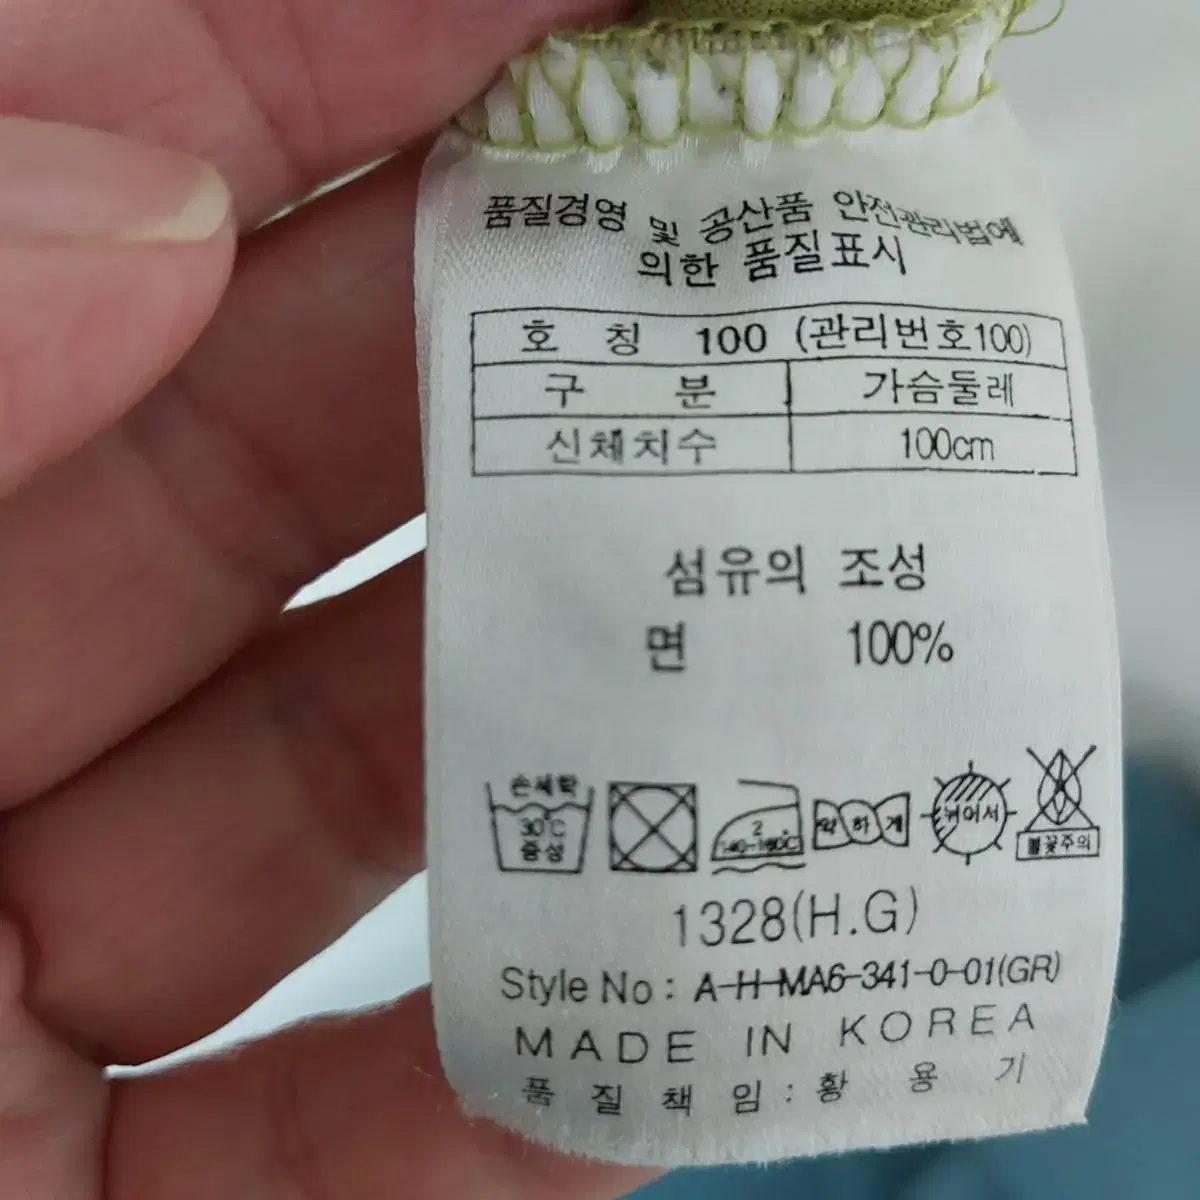 품질경영 및 공산품 안전관리법에
의한 품질표시
호 칭 100 (관리번호100)
구 분 가슴둘레
신체치수 100cm
섬유의 조성
면 100%
손세탁
30℃
중성
2
140-160℃
약하게
뉘어서
불꽃주의
1328(H.G)
Style No : A-H-MA6-341-0-01(GR)
MADE IN KOREA
품 질 책 임 : 황 용 기